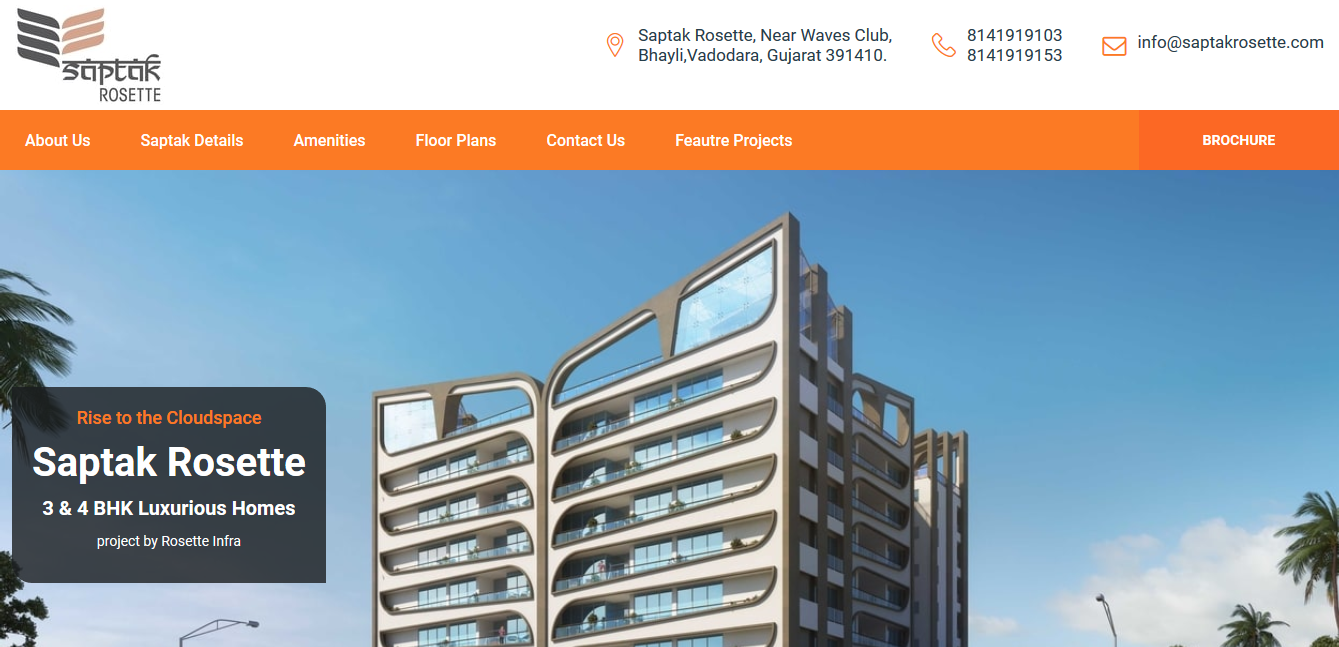 saptak
ROSETTE
Saptak Rosette, Near Waves Club,
Bhayli,Vadodara, Gujarat 391410.
8141919103
8141919153
info@saptakrosette.com
About Us
Saptak Details
Amenities
Floor Plans
Contact Us
Feautre Projects
BROCHURE
Rise to the Cloudspace
Saptak Rosette
3 & 4 BHK Luxurious Homes
project by Rosette Infra